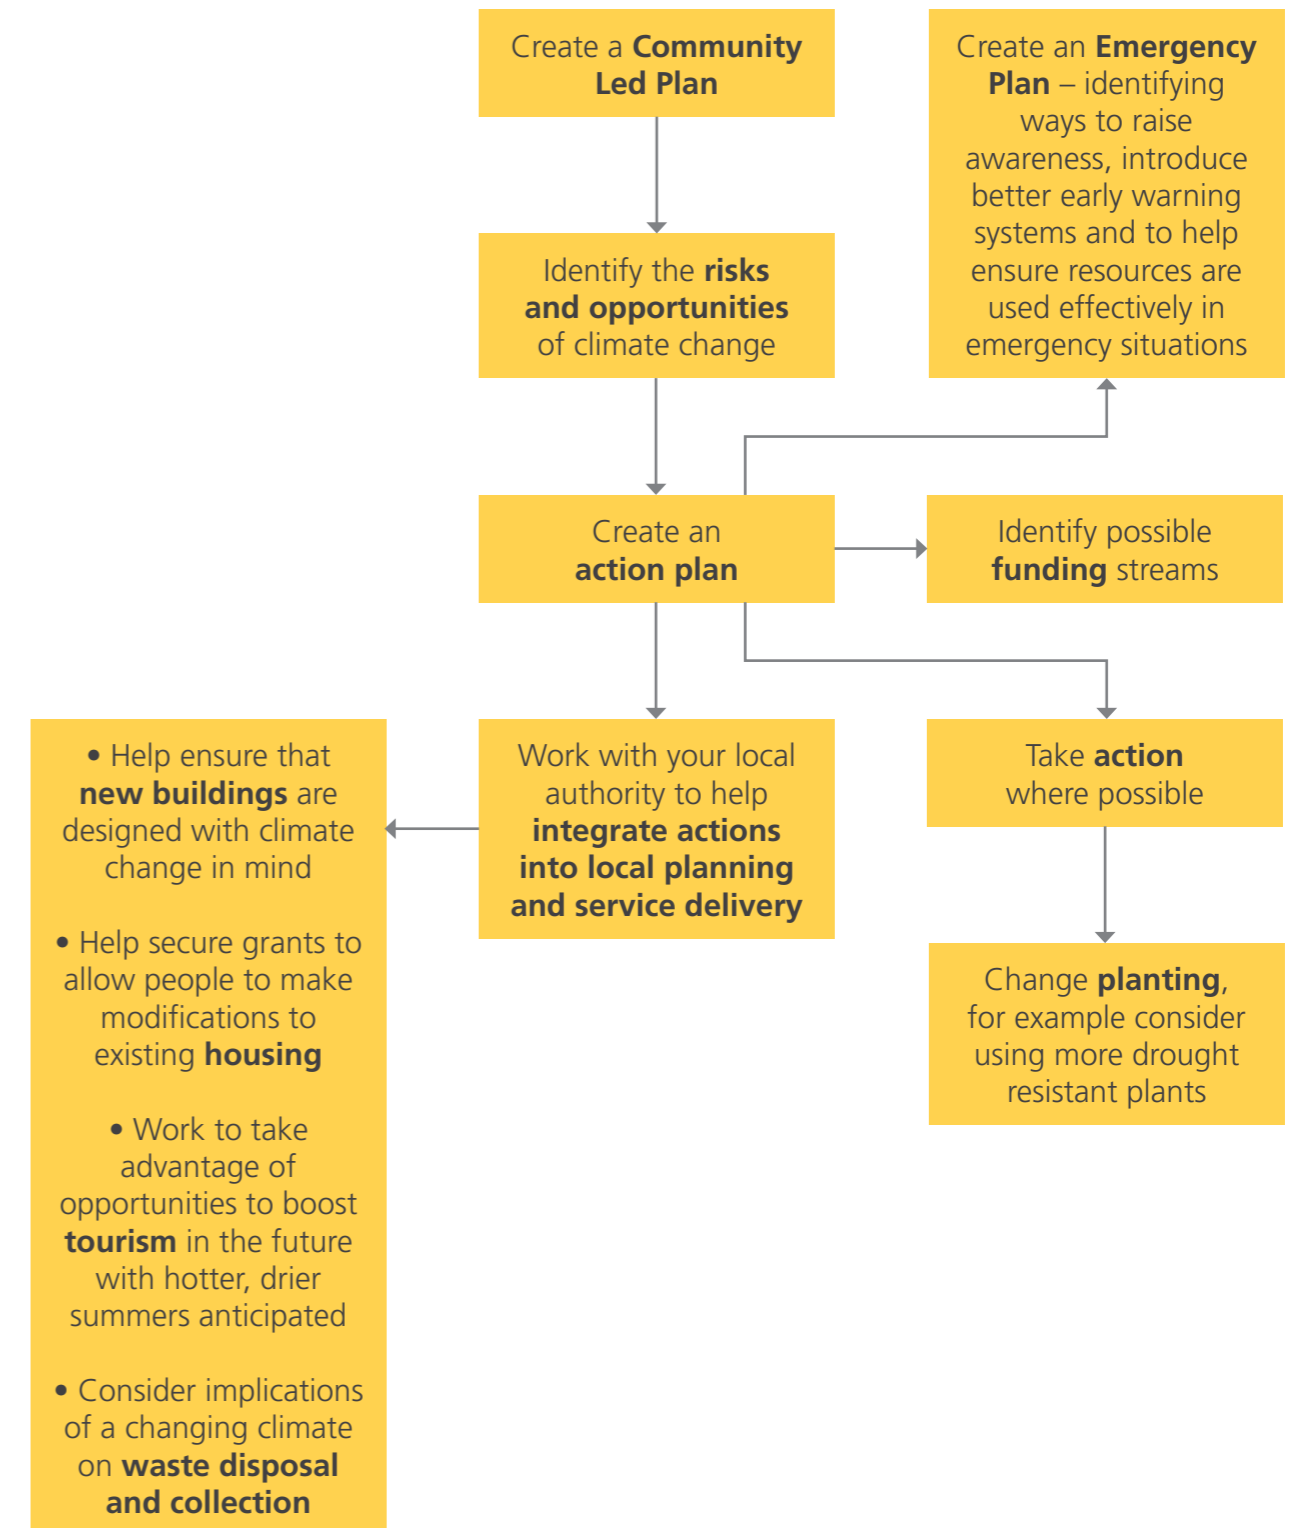 Create a Community
Led Plan
Create an Emergency
Plan – identifying
ways to raise
awareness, introduce
better early warning
systems and to help
ensure resources are
used effectively in
emergency situations
Identify the risks
and opportunities
of climate change
Create an
action plan
Identify possible
funding streams
• Help ensure that
new buildings are
designed with climate
change in mind
• Help secure grants to
allow people to make
modifications to
existing housing
• Work to take
advantage of
opportunities to boost
tourism in the future
with hotter, drier
summers anticipated
• Consider implications
of a changing climate
on waste disposal
and collection
Work with your local
authority to help
integrate actions
into local planning
and service delivery
Take action
where possible
Change planting,
for example consider
using more drought
resistant plants